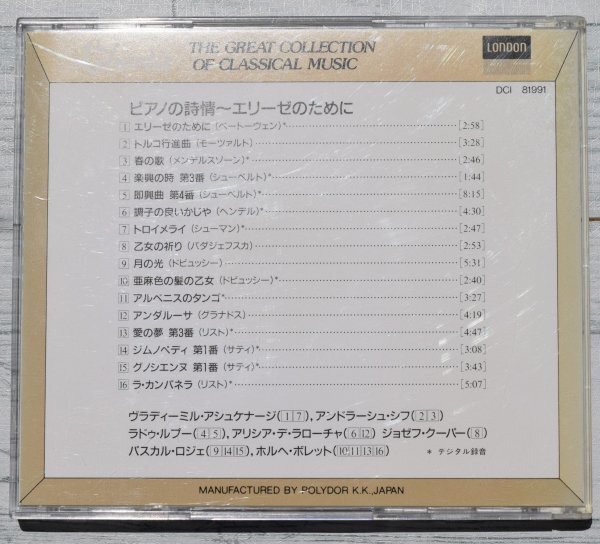 THE GREAT COLLECTION
OF CLASSICAL MUSIC
LONDON
DCI 81991
ピアノの詩情〜エリーゼのために
1 エリーゼのために(ベートーヴェン)* [2:58]
2 トルコ行進曲(モーツァルト) [3:28]
3 春の歌(メンデルスゾーン)* [2:46]
4 楽興の時 第3番(シューベルト)* [1:44]
5 即興曲 第4番(シューベルト)* [8:15]
6 調子の良いかじや(ヘンデル)* [4:30]
7 トロイメライ(シューマン)* [2:47]
8 乙女の祈り(バダジェフスカ) [2:53]
9 月の光(ドビュッシー) [5:31]
10 亜麻色の髪の乙女(ドビュッシー)* [2:40]
11 アルベニスのタンゴ* [3:27]
12 アンダルーサ(グラナドス) [4:19]
13 愛の夢 第3番(リスト)* [4:47]
14 ジムノペティ 第1番(サティ)* [3:08]
15 グノシエンヌ 第1番(サティ)* [3:43]
16 ラ・カンパネラ(リスト)* [5:07]
ヴラディーミル・アシュケナージ(1 7),アンドラーシュ・シフ(2 3)
ラドゥ・ルプー(4 5),アリシア・デ・ラローチャ(6 12) ジョゼフ・クーパー(8)
パスカル・ロジェ(9 14 15),ホルヘ・ボレット(10 11 13 16) * デジタル録音
MANUFACTURED BY POLYDOR K.K., JAPAN